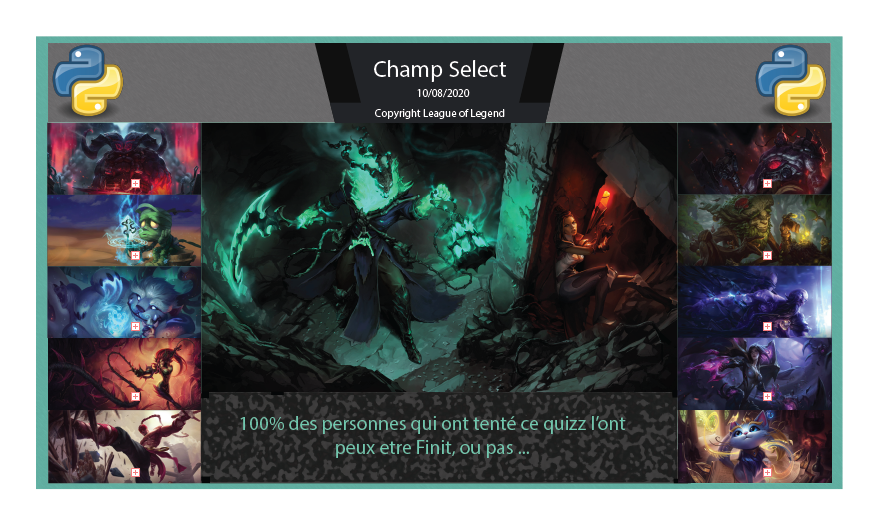 Champ Select
10/08/2020
Copyright League of Legend
100% des personnes qui ont tenté ce quizz l'ont
peux etre Finit, ou pas ...